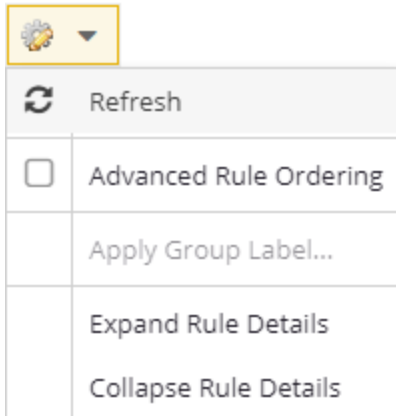 Refresh
Advanced Rule Ordering
Apply Group Label...
Expand Rule Details
Collapse Rule Details